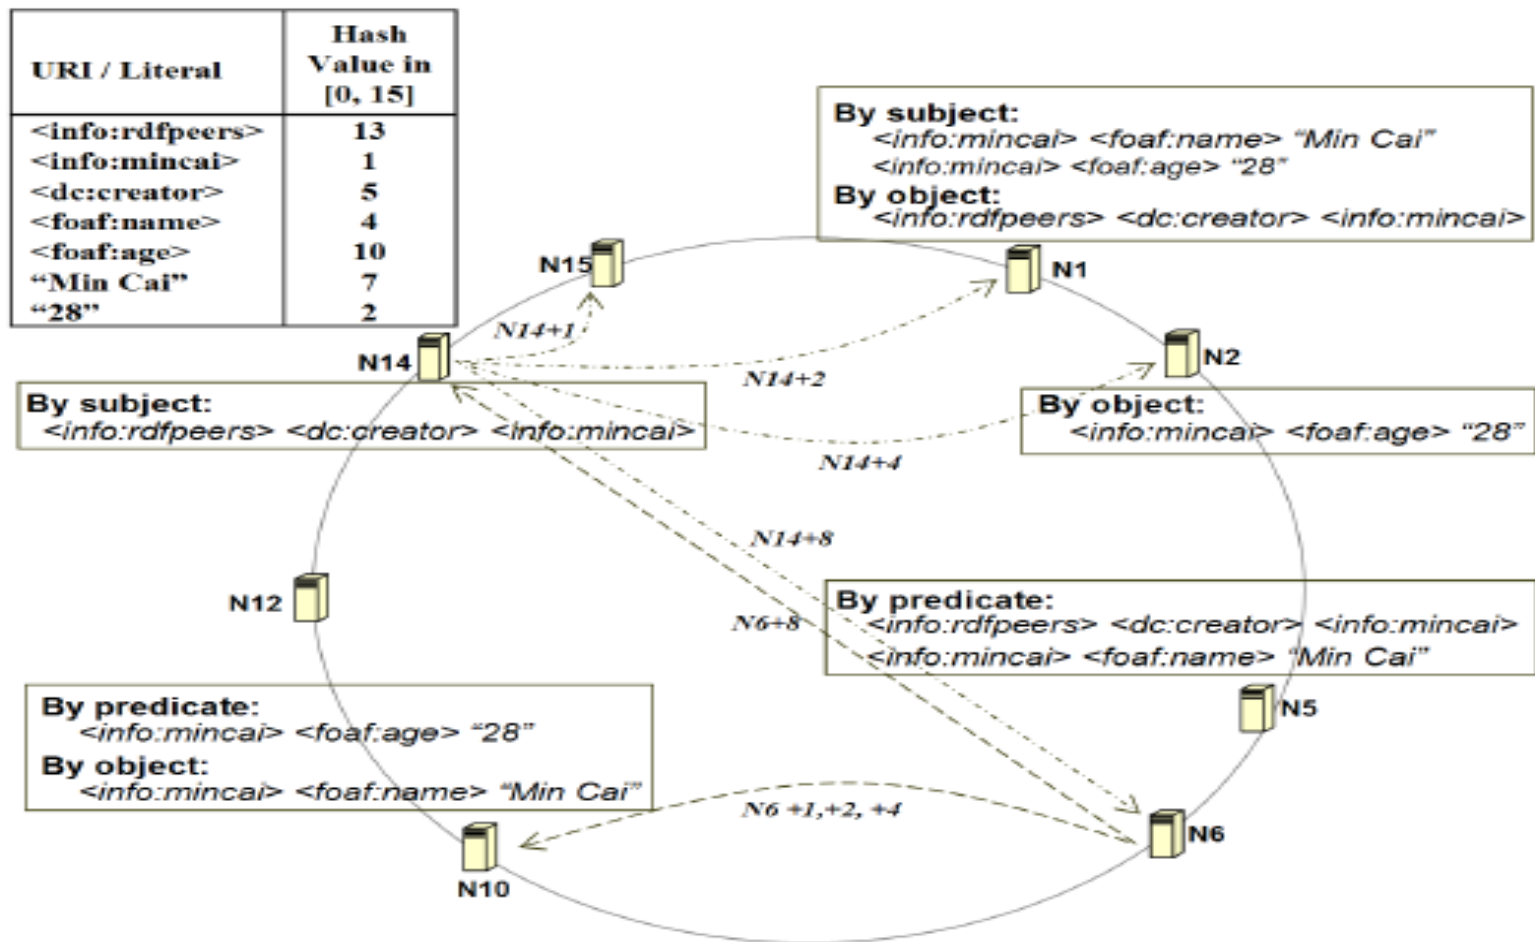 URI / Literal
Hash
Value in
[0, 15]
<info:rdfpeers> 13
<info:mincai> 1
<dc:creator> 5
<foaf:name> 4
<foaf:age> 10
“Min Cai” 7
“28” 2
By subject:
<info:mincai> <foaf:name> “Min Cai”
<info:mincai> <foaf:age> “28”
By object:
<info:rdfpeers> <dc:creator> <info:mincai>
N15
N1
N14+1
N14
N2
N14+2
By subject:
<info:rdfpeers> <dc:creator> <info:mincai>
By object:
<info:mincai> <foaf:age> “28”
N14+4
N14+8
N12
N6+8
By predicate:
<info:rdfpeers> <dc:creator> <info:mincai>
<info:mincai> <foaf:name> “Min Cai”
N5
By predicate:
<info:mincai> <foaf:age> “28”
By object:
<info:mincai> <foaf:name> “Min Cai”
N6 +1,+2, +4
N6
N10